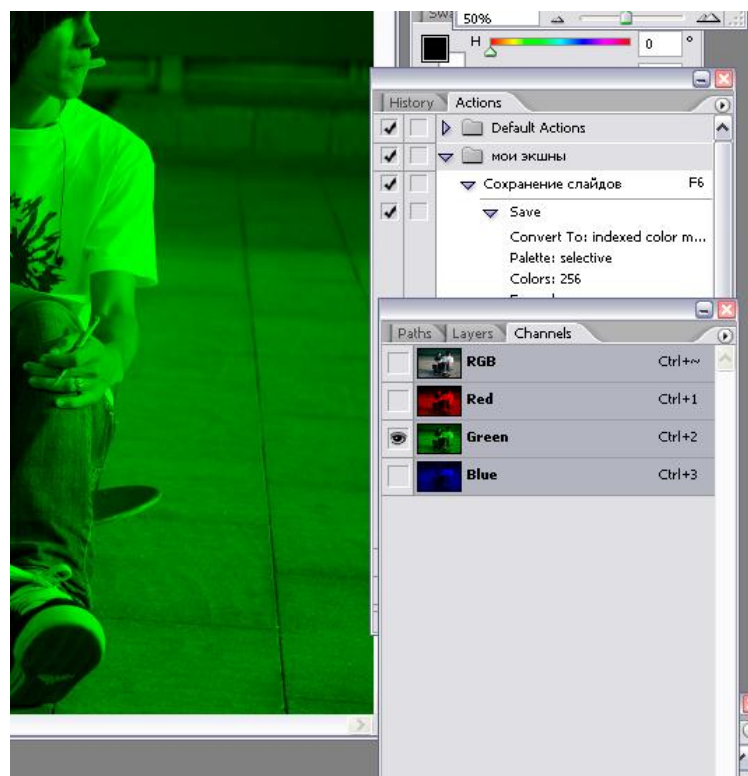 50%
H
0
°
History
Actions
Default Actions
мои экшны
Сохранение слайдов F6
Save
Convert To: indexed color m...
Palette: selective
Colors: 256
Paths Layers Channels
RGB Ctrl+~
Red Ctrl+1
Green Ctrl+2
Blue Ctrl+3